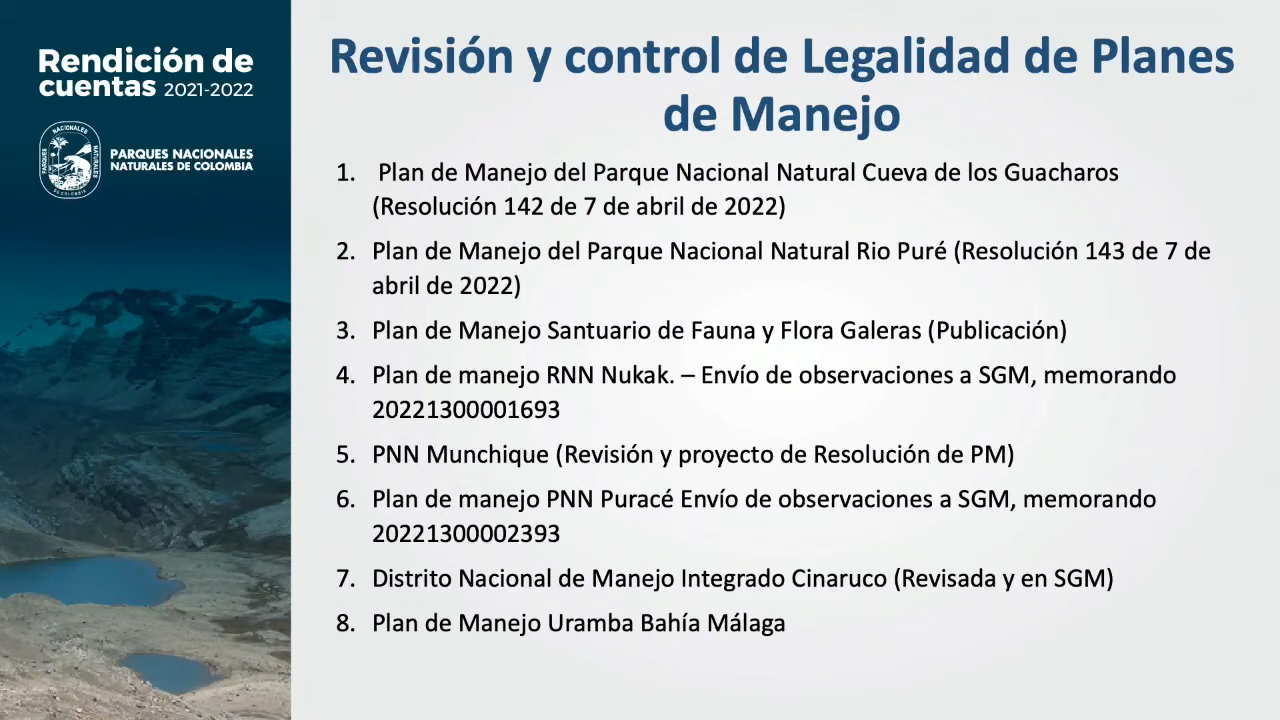 Rendición de
cuentas 2021-2022
PARQUES NACIONALES
NATURALES DE COLOMBIA
PARQUES
NACIONALES
NATURALES
DE COLOMBIA
Revisión y control de Legalidad de Planes
de Manejo
1. Plan de Manejo del Parque Nacional Natural Cueva de los Guacharos
(Resolución 142 de 7 de abril de 2022)
2. Plan de Manejo del Parque Nacional Natural Rio Puré (Resolución 143 de 7 de
abril de 2022)
3. Plan de Manejo Santuario de Fauna y Flora Galeras (Publicación)
4. Plan de manejo RNN Nukak. – Envío de observaciones a SGM, memorando
20221300001693
5. PNN Munchique (Revisión y proyecto de Resolución de PM)
6. Plan de manejo PNN Puracé Envío de observaciones a SGM, memorando
20221300002393
7. Distrito Nacional de Manejo Integrado Cinaruco (Revisada y en SGM)
8. Plan de Manejo Uramba Bahía Málaga